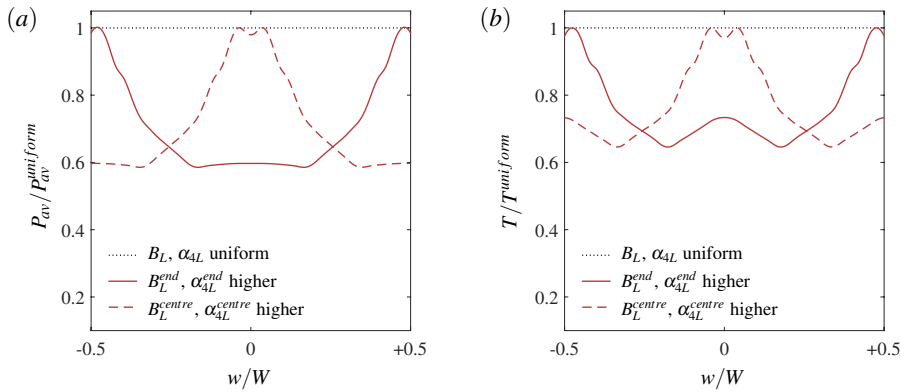 (a)
P_av/P_av^uniform
1
0.8
0.6
0.4
0.2
B_L, α_4L uniform
B_L^end, α_4L^end higher
B_L^centre, α_4L^centre higher
-0.5
0
+0.5
w/W
(b)
T/T^uniform
1
0.8
0.6
0.4
0.2
B_L, α_4L uniform
B_L^end, α_4L^end higher
B_L^centre, α_4L^centre higher
-0.5
0
+0.5
w/W